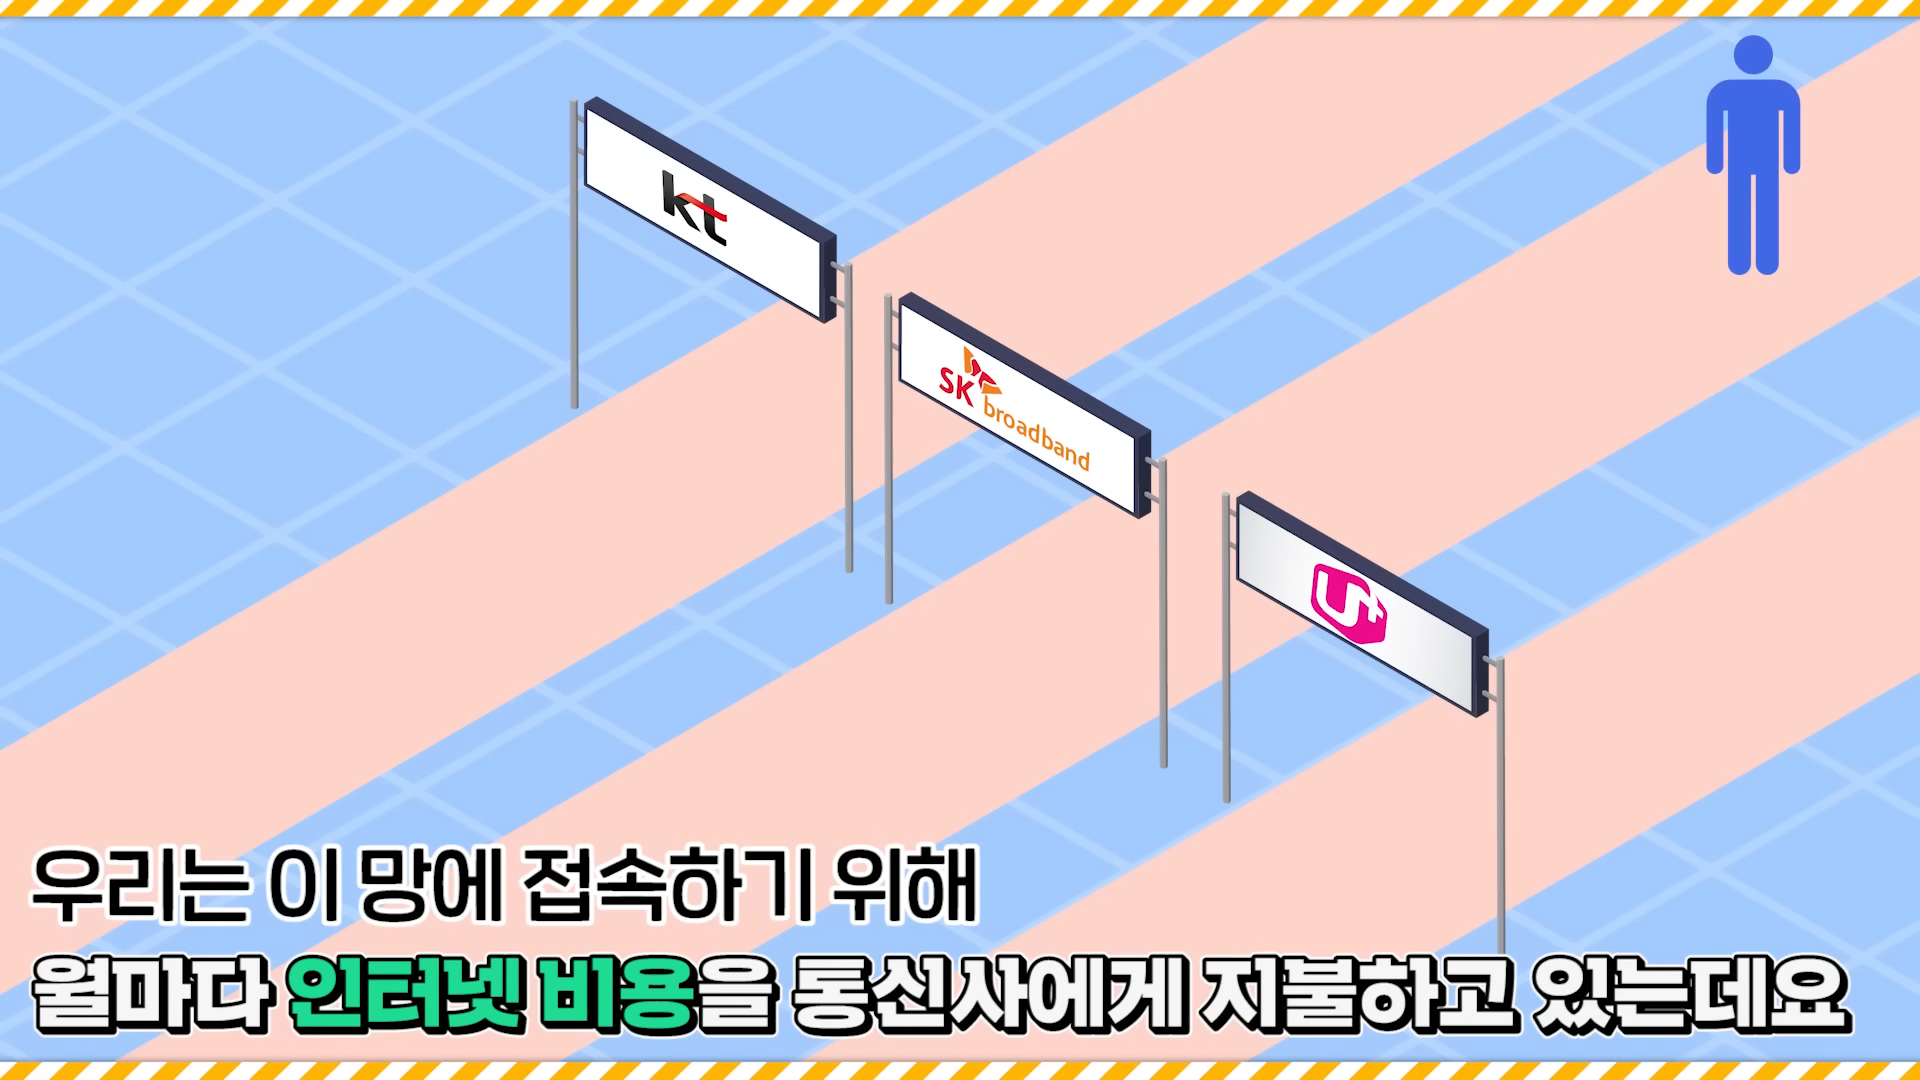 kt
SK broadband
U+
우리는 이 망에 접속하기 위해
월마다 인터넷 비용을 통신사에게 지불하고 있는데요